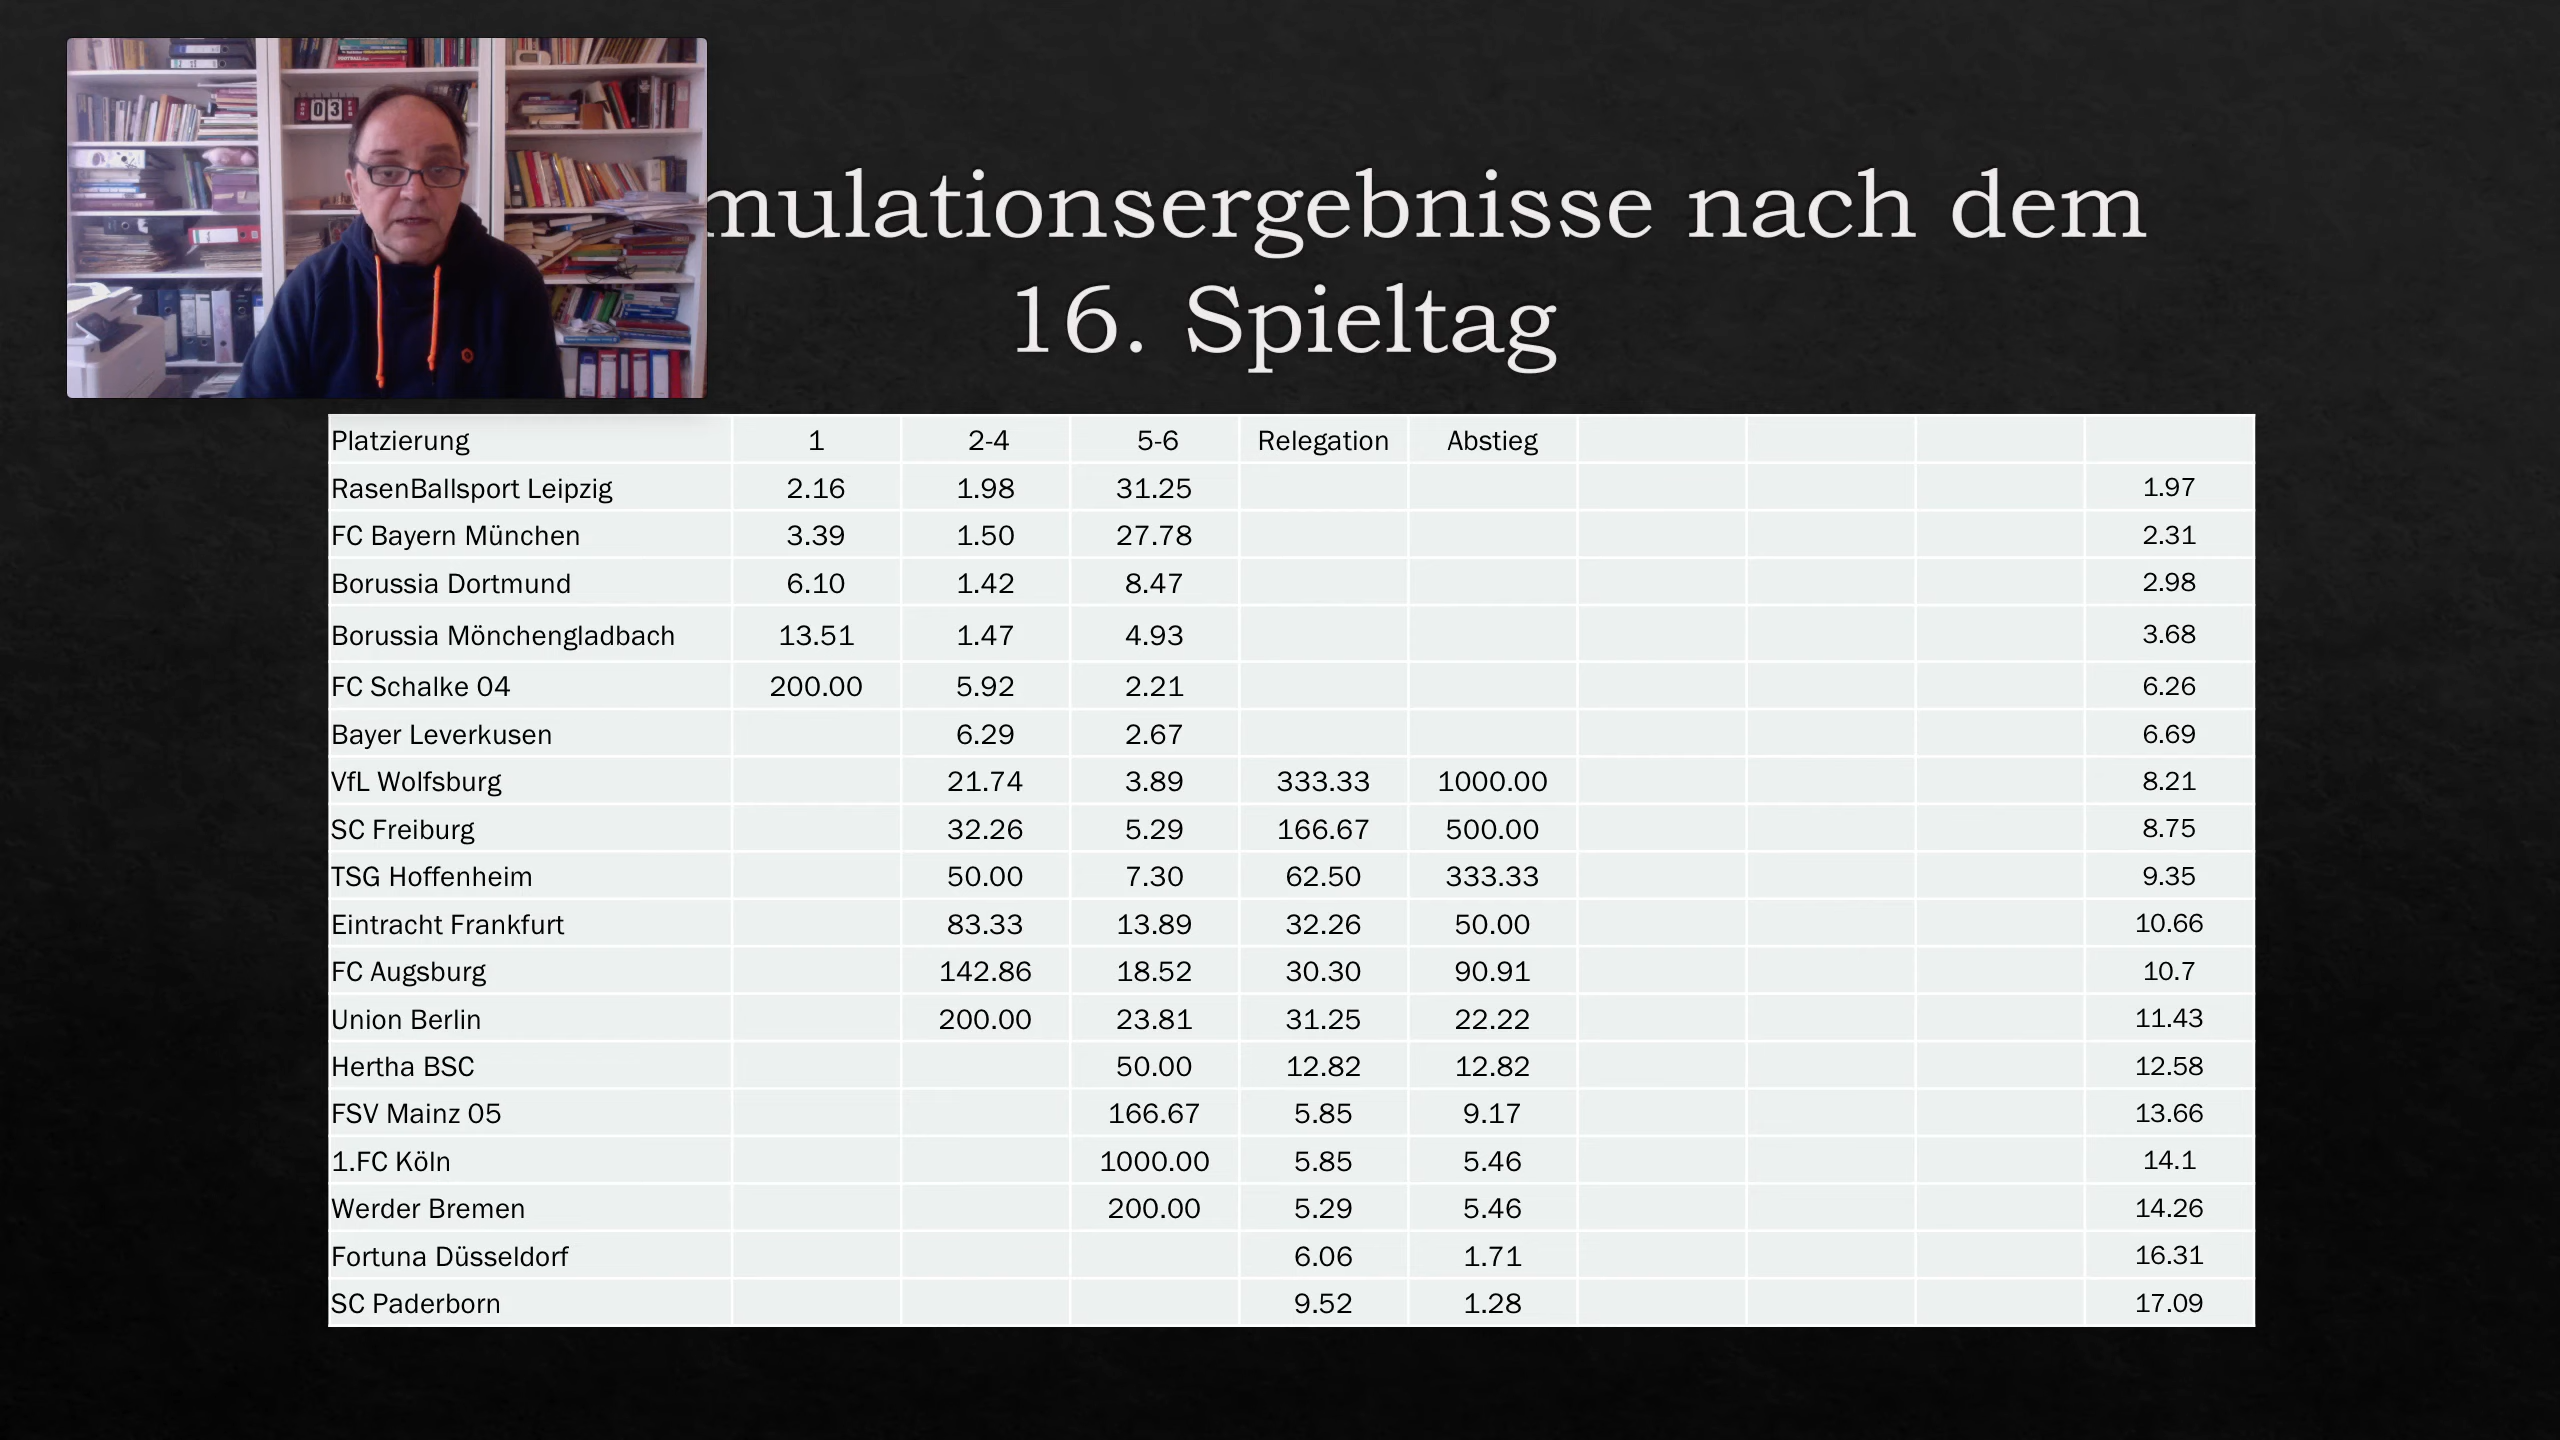 03
mulationsergebnisse nach dem
16. Spieltag
Platzierung 1 2-4 5-6 Relegation Abstieg
RasenBallsport Leipzig 2.16 1.98 31.25 1.97
FC Bayern München 3.39 1.50 27.78 2.31
Borussia Dortmund 6.10 1.42 8.47 2.98
Borussia Mönchengladbach 13.51 1.47 4.93 3.68
FC Schalke 04 200.00 5.92 2.21 6.26
Bayer Leverkusen 6.29 2.67 6.69
VfL Wolfsburg 21.74 3.89 333.33 1000.00 8.21
SC Freiburg 32.26 5.29 166.67 500.00 8.75
TSG Hoffenheim 50.00 7.30 62.50 333.33 9.35
Eintracht Frankfurt 83.33 13.89 32.26 50.00 10.66
FC Augsburg 142.86 18.52 30.30 90.91 10.7
Union Berlin 200.00 23.81 31.25 22.22 11.43
Hertha BSC 50.00 12.82 12.82 12.58
FSV Mainz 05 166.67 5.85 9.17 13.66
1.FC Köln 1000.00 5.85 5.46 14.1
Werder Bremen 200.00 5.29 5.46 14.26
Fortuna Düsseldorf 6.06 1.71 16.31
SC Paderborn 9.52 1.28 17.09